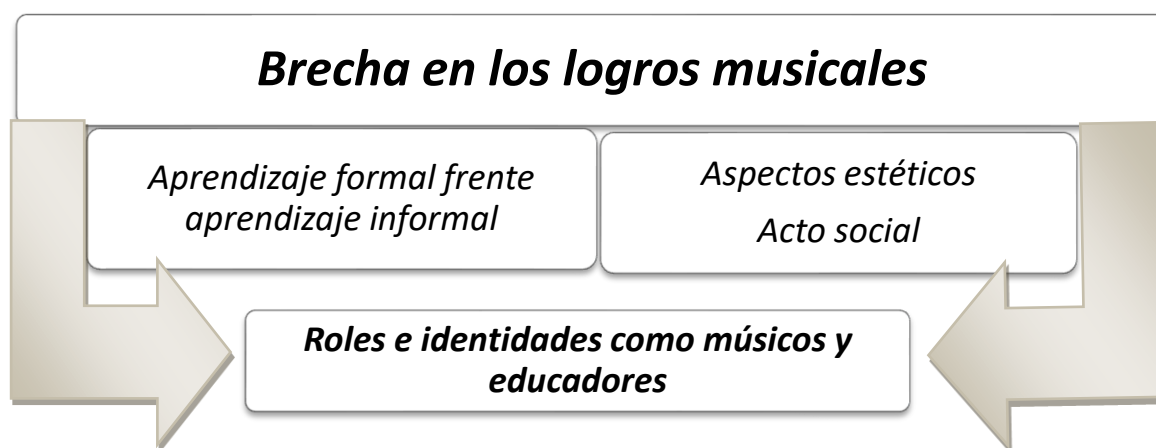 Brecha en los logros musicales
Aprendizaje formal frente
aprendizaje informal
Aspectos estéticos
Acto social
Roles e identidades como músicos y
educadores